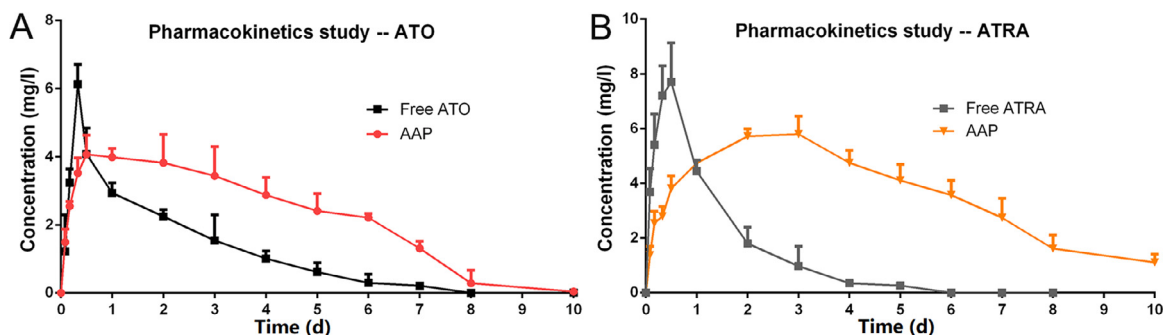 A
Pharmacokinetics study -- ATO
Concentration (mg/l)
8
6
4
2
0
Free ATO
AAP
0 1 2 3 4 5 6 7 8 9 10
Time (d)
B
Pharmacokinetics study -- ATRA
Concentration (mg/l)
10
8
6
4
2
0
Free ATRA
AAP
0 1 2 3 4 5 6 7 8 9 10
Time (d)